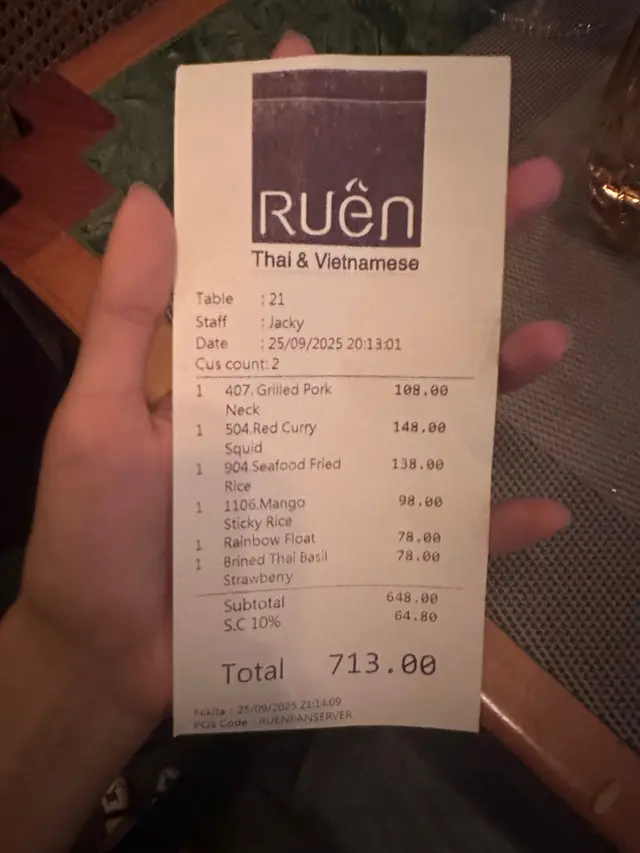 RUên
Thai & Vietnamese
Table : 21
Staff : Jacky
Date : 25/09/2025 20:13:01
Cus count: 2
1 407. Grilled Pork 108.00
Neck
1 504.Red Curry 148.00
Squid
1 904.Seafood Fried 138.00
Rice
1 1106.Mango 98.00
Sticky Rice
1 Rainbow Float 78.00
1 Brined Thai Basil 78.00
Strawberry
Subtotal 648.00
S.C 10% 64.80
Total 713.00
Nikita : 25/09/2025 21:14:09
POS Code : RUENPANSERVER